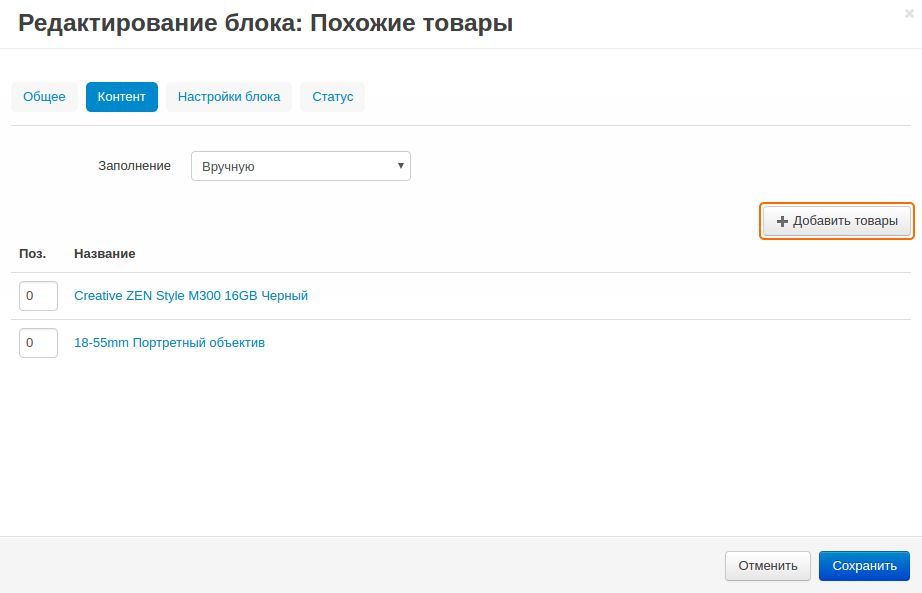 Редактирование блока: Похожие товары
Общее Контент Настройки блока Статус
Заполнение Вручную
Добавить товары
Поз. Название
0 Creative ZEN Style M300 16GB Черный
0 18-55mm Портретный объектив
Отменить Сохранить